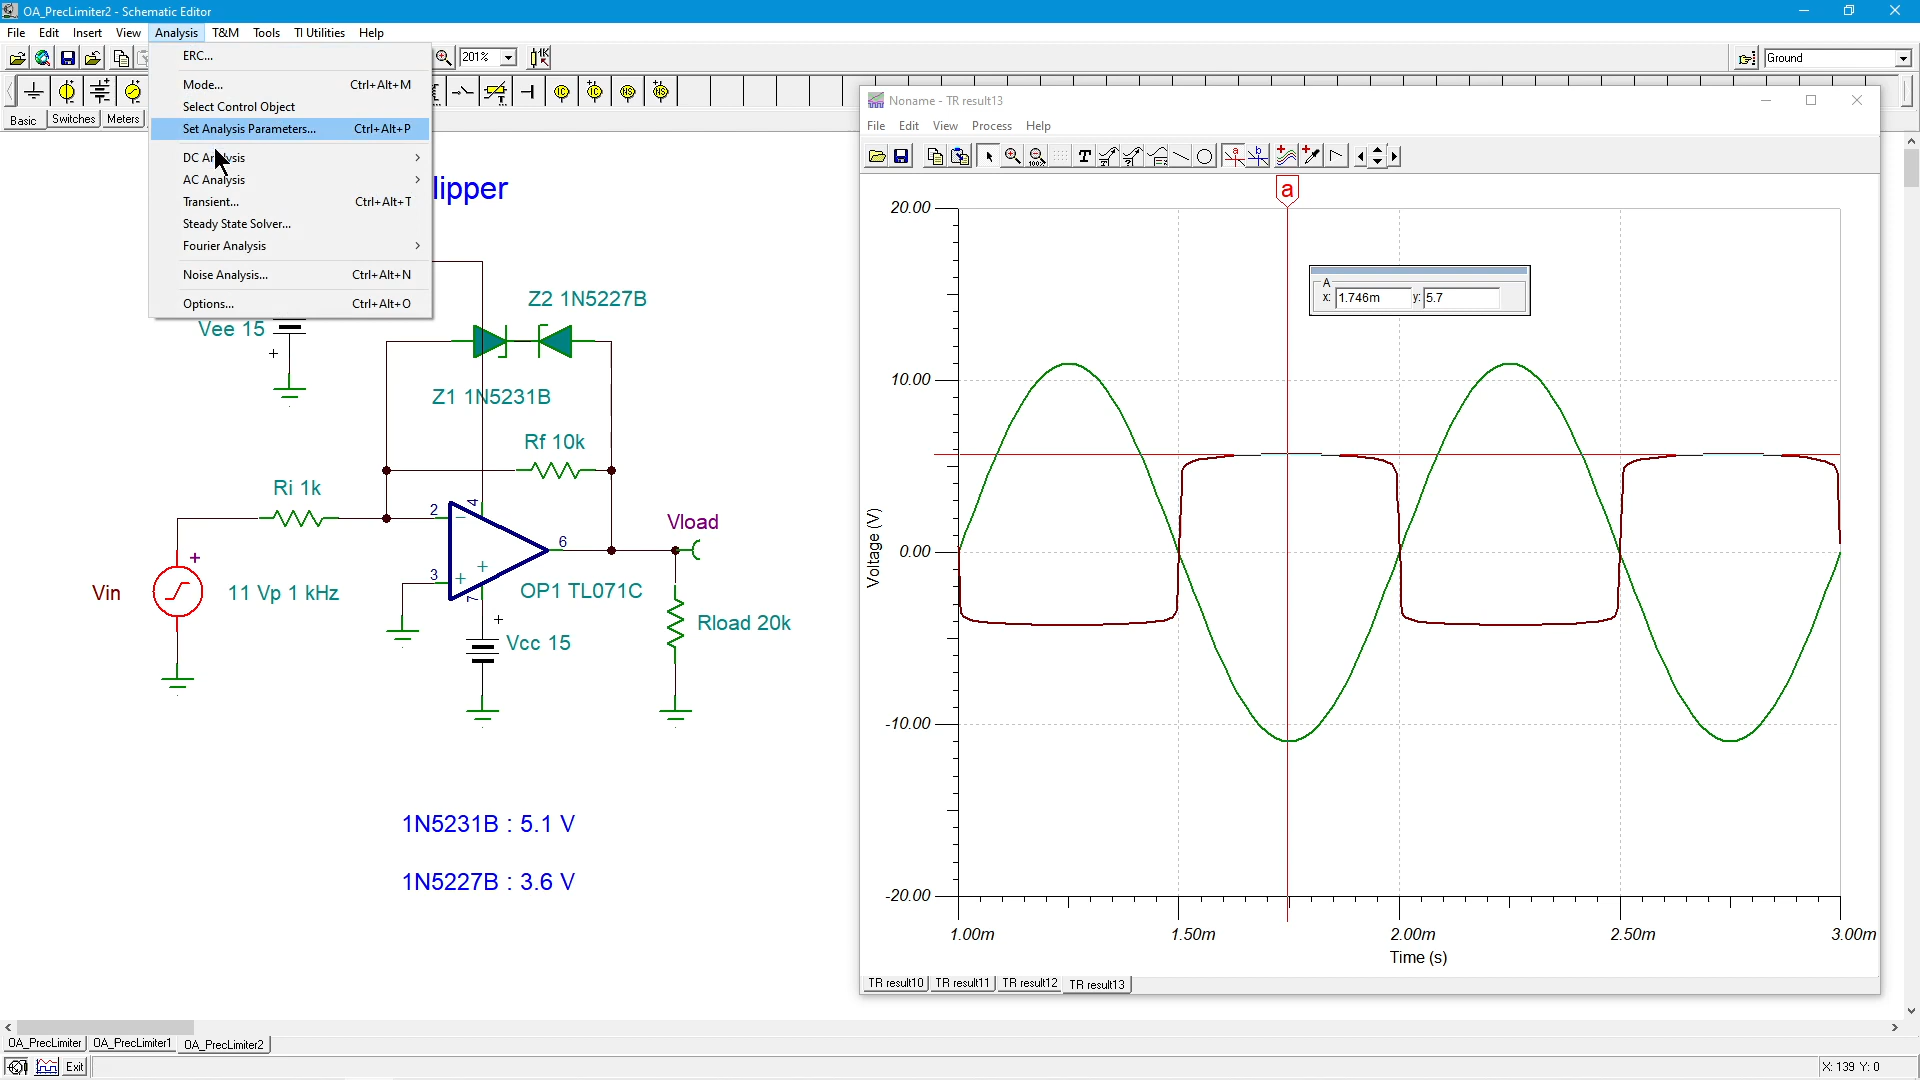 OA_PrecLimiter2 - Schematic Editor
File Edit Insert View Analysis T&M Tools TI Utilities Help
201%
Ground
Basic Switches Meters
ERC...
Mode... Ctrl+Alt+M
Select Control Object
Set Analysis Parameters... Ctrl+Alt+P
DC Analysis
AC Analysis
Transient... Ctrl+Alt+T
Steady State Solver...
Fourier Analysis
Noise Analysis... Ctrl+Alt+N
Options... Ctrl+Alt+O
lipper
Vee 15
+
Z2 1N5227B
Z1 1N5231B
Rf 10k
Ri 1k
2
4
3
6
7
Vload
Vin
+
11 Vp 1 kHz
OP1 TL071C
+
Vcc 15
Rload 20k
1N5231B : 5.1 V
1N5227B : 3.6 V
Noname - TR result13
File Edit View Process Help
100%
T
a
b
a
A
x: 1.746m y: 5.7
20.00
10.00
0.00
-10.00
-20.00
Voltage (V)
1.00m 1.50m 2.00m 2.50m 3.00m
Time (s)
TR result10 TR result11 TR result12 TR result13
OA_PrecLimiter OA_PrecLimiter1 OA_PrecLimiter2
Exit
X: 139 Y: 0